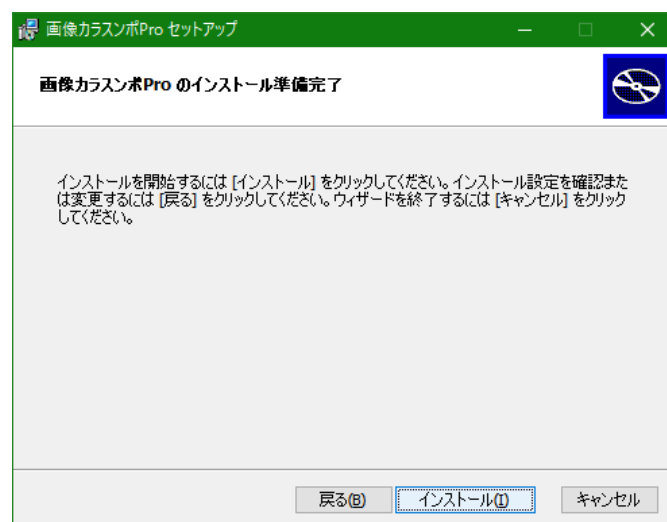 画像カラスンポPro セットアップ
画像カラスンポPro のインストール準備完了
インストールを開始するには [インストール] をクリックしてください。インストール設定を確認また
は変更するには [戻る] をクリックしてください。ウィザードを終了するには [キャンセル] をクリック
してください。
戻る(B)
インストール(I)
キャンセル